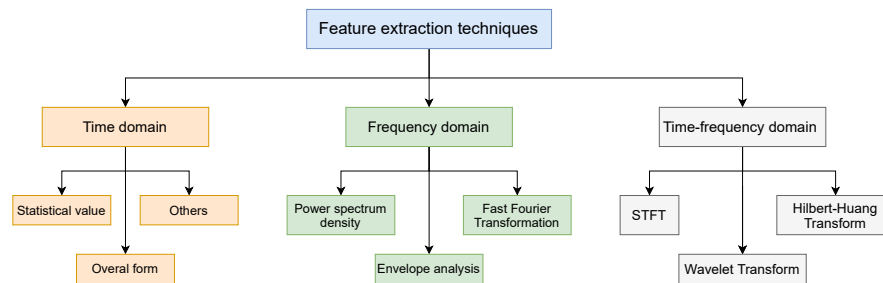 Feature extraction techniques
Time domain
Frequency domain
Time-frequency domain
Statistical value
Others
Power spectrum
density
Fast Fourier
Transformation
STFT
Hilbert-Huang
Transform
Overal form
Envelope analysis
Wavelet Transform